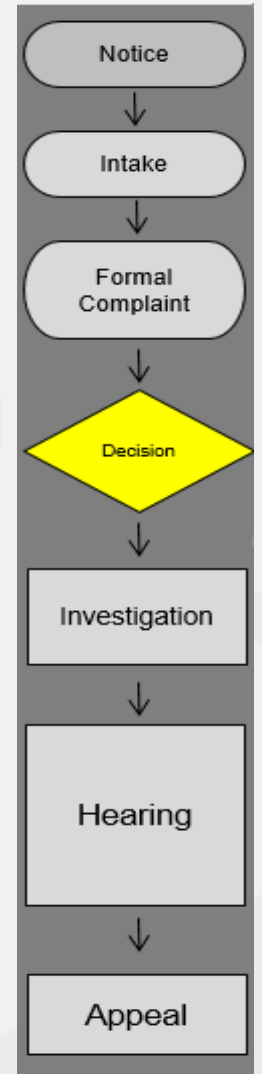 Notice
Intake
Formal
Complaint
Decision
Investigation
Hearing
Appeal